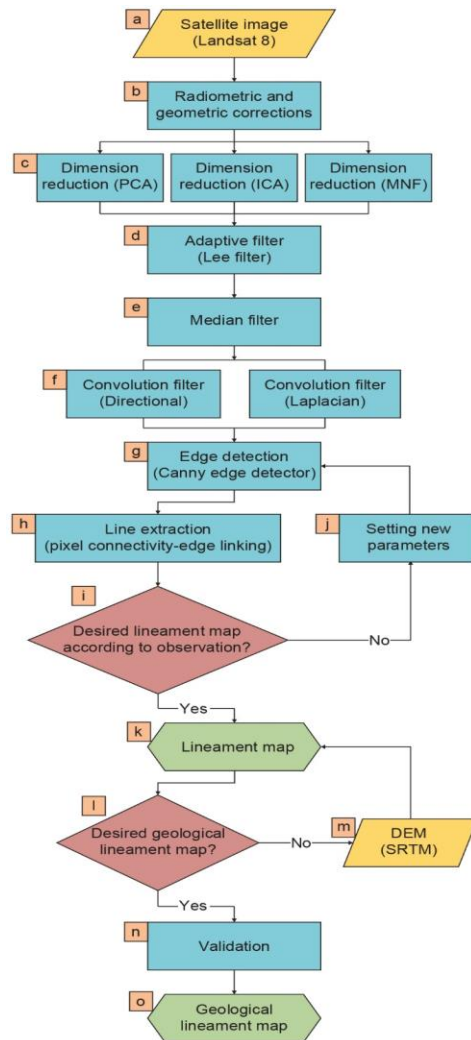 a
Satellite image
(Landsat 8)
b
Radiometric and
geometric corrections
c
Dimension
reduction (PCA)
Dimension
reduction (ICA)
Dimension
reduction (MNF)
d
Adaptive filter
(Lee filter)
e
Median filter
f
Convolution filter
(Directional)
Convolution filter
(Laplacian)
g
Edge detection
(Canny edge detector)
h
Line extraction
(pixel connectivity-edge linking)
j
Setting new
parameters
i
Desired lineament map
according to observation?
No
Yes
k
Lineament map
l
Desired geological
lineament map?
No
m
DEM
(SRTM)
Yes
n
Validation
o
Geological
lineament map